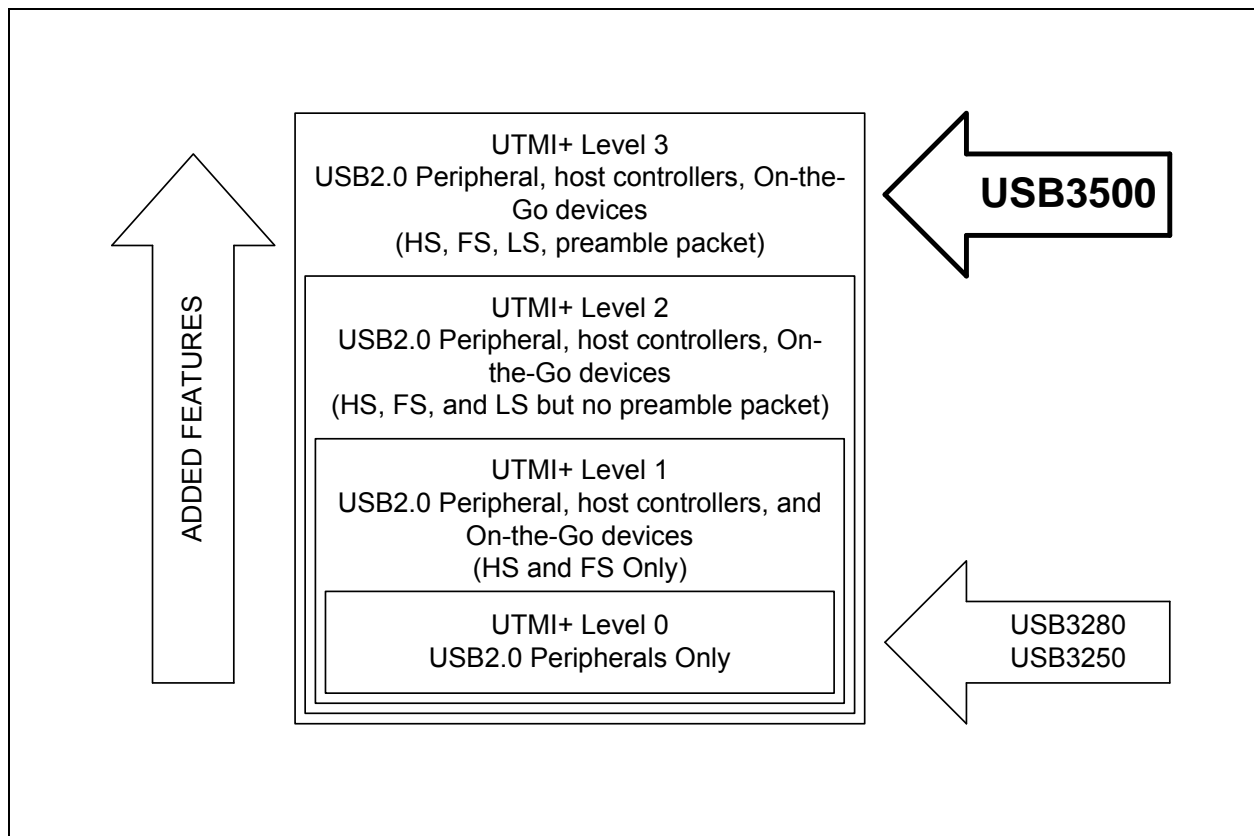 UTMI+ Level 3
USB2.0 Peripheral, host controllers, On-the-
Go devices
(HS, FS, LS, preamble packet)
USB3500
UTMI+ Level 2
USB2.0 Peripheral, host controllers, On-
the-Go devices
(HS, FS, and LS but no preamble packet)
ADDED FEATURES
UTMI+ Level 1
USB2.0 Peripheral, host controllers, and
On-the-Go devices
(HS and FS Only)
UTMI+ Level 0
USB2.0 Peripherals Only
USB3280
USB3250